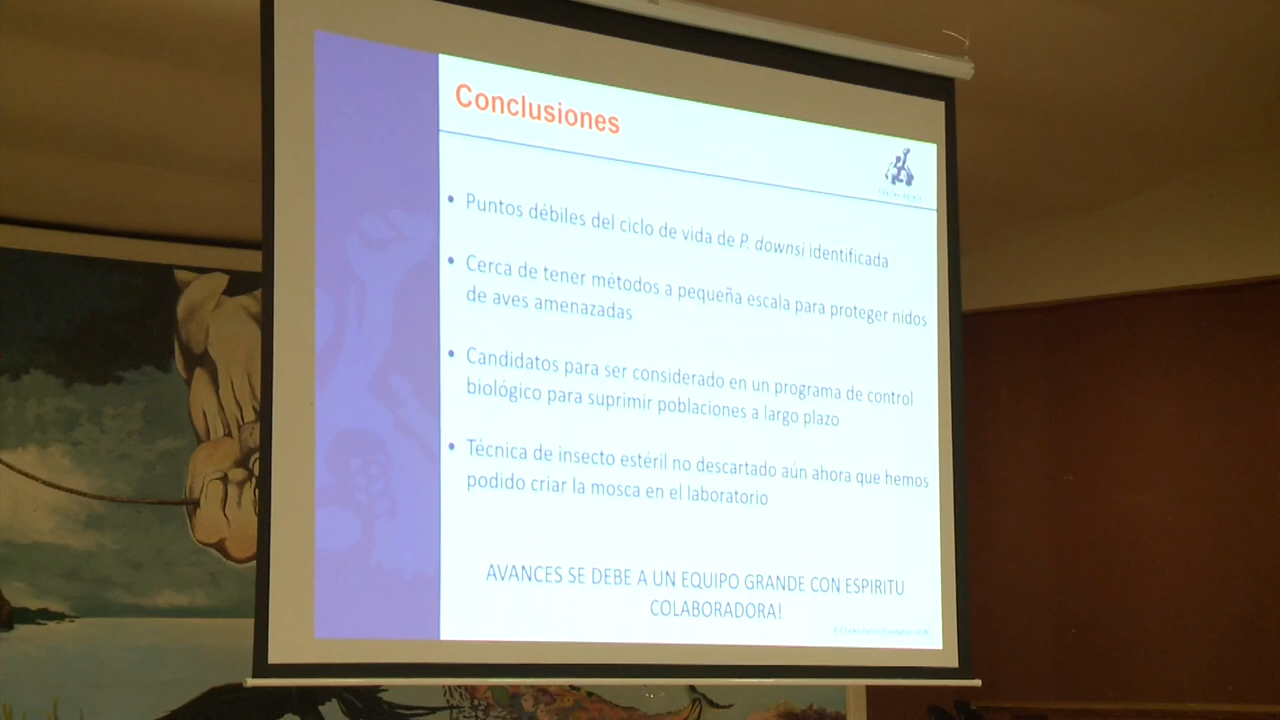 Conclusiones
• Puntos débiles del ciclo de vida de P. downsi identificada
• Cerca de tener métodos a pequeña escala para proteger nidos
de aves amenazadas
• Candidatos para ser considerado en un programa de control
biológico para suprimir poblaciones a largo plazo
• Técnica de insecto estéril no descartado aún ahora que hemos
podido criar la mosca en el laboratorio
AVANCES SE DEBE A UN EQUIPO GRANDE CON ESPIRITU
COLABORADORA!